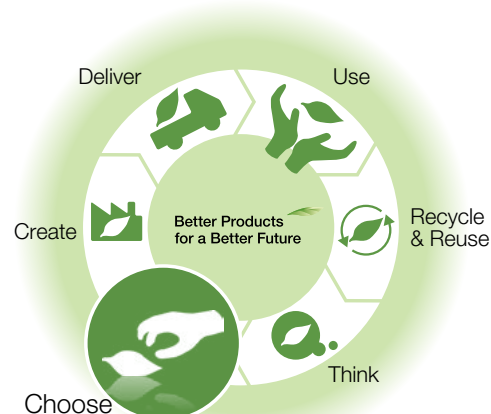 Deliver
Use
Create
Better Products
for a Better Future
Recycle
& Reuse
Think
Choose